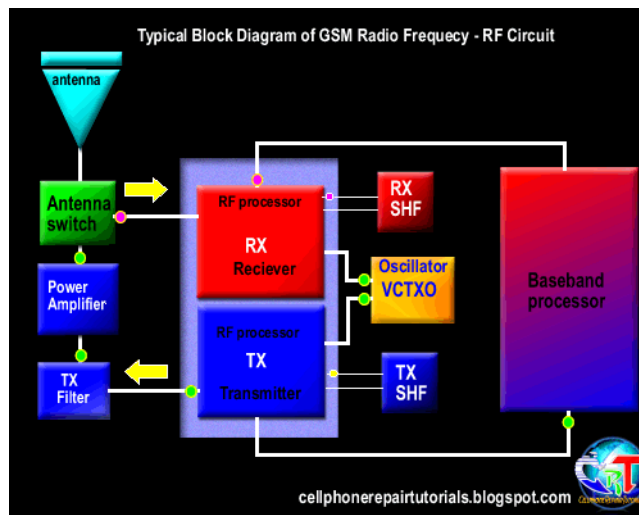 Typical Block Diagram of GSM Radio Frequecy - RF Circuit
antenna
Antenna
switch
Power
Amplifier
TX
Filter
RF processor
RX
Reciever
RF processor
TX
Transmitter
RX
SHF
Oscillator
VCTXO
TX
SHF
Baseband
processor
cellphonerepairtutorials.blogspot.com